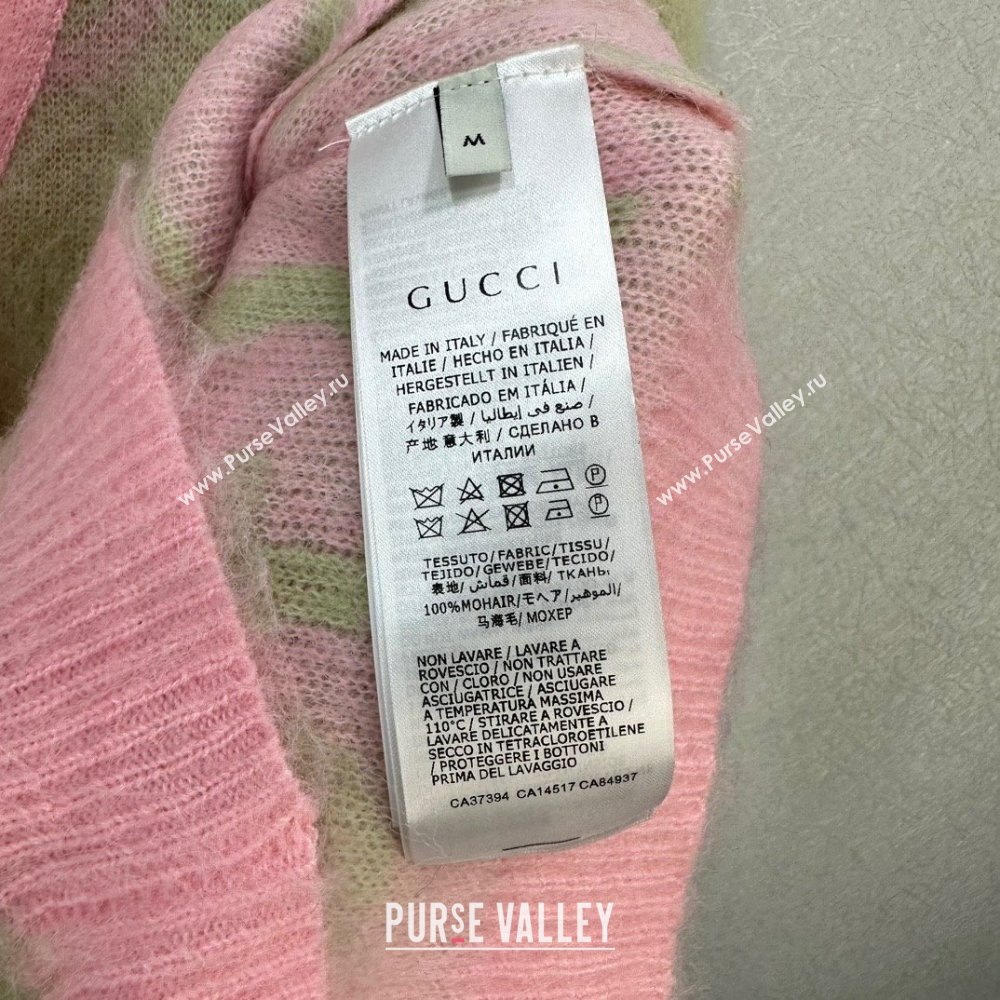 M
GUCCI
MADE IN ITALY / FABRIQUÉ EN
ITALIE / HECHO EN ITALIA /
HERGESTELLT IN ITALIEN /
FABRICADO EM ITÁLIA /
イタリア製 / صنع في إيطاليا /
产地 意大利 / СДЕЛАНО В
ИТАЛИИ
P
P
TESSUTO/FABRIC/TISSU/
TEJIDO/GEWEBE/TECIDO/
表地/قماش/面料/ ТКАНЬ.
100%MOHAIR/モヘア/الموهير/
马海毛/ МОХЕР
NON LAVARE / LAVARE A
ROVESCIO / NON TRATTARE
CON / CLORO / NON USARE
ASCIUGATRICE / ASCIUGARE
A TEMPERATURA MASSIMA
110°C / STIRARE A ROVESCIO /
LAVARE DELICATAMENTE A
SECCO IN TETRACLOROETILENE
/ PROTEGGERE I BOTTONI
PRIMA DEL LAVAGGIO
CA37394 CA14517 CA84937
www.PurseValley.ru
www.PurseValley.ru
PURSE VALLEY